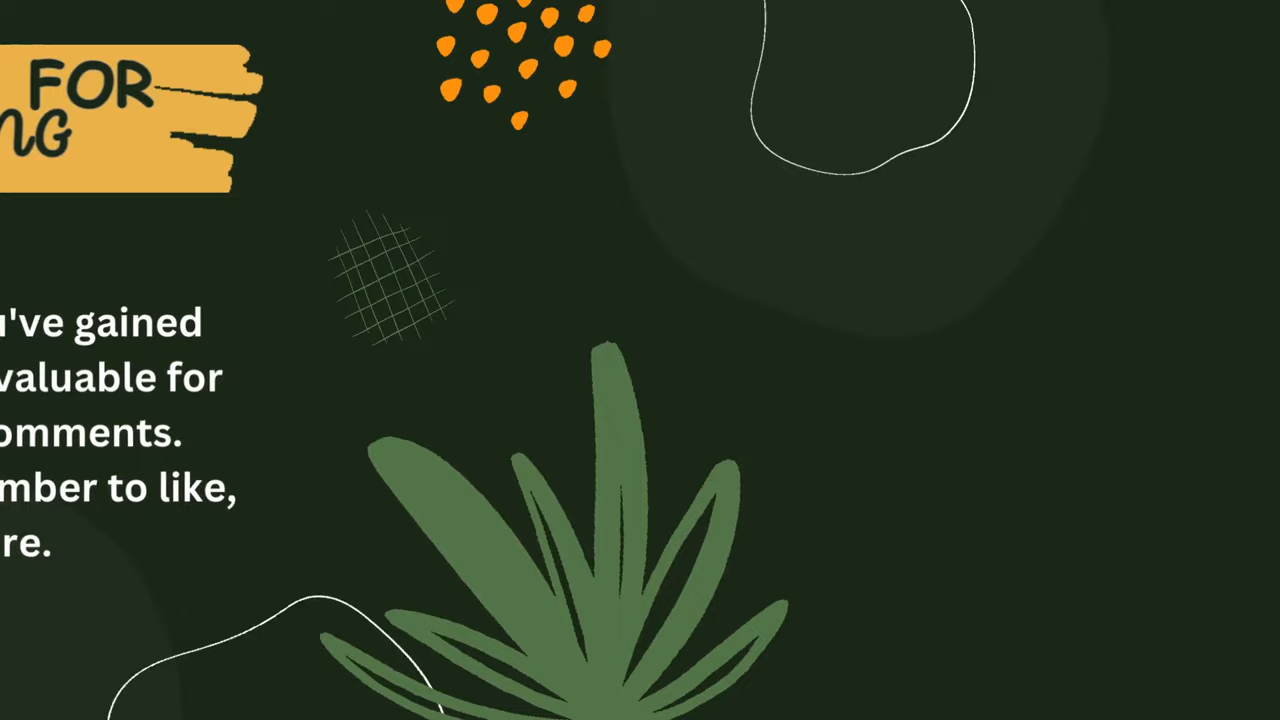 FOR
NG
u've gained
valuable for
omments.
mber to like,
re.